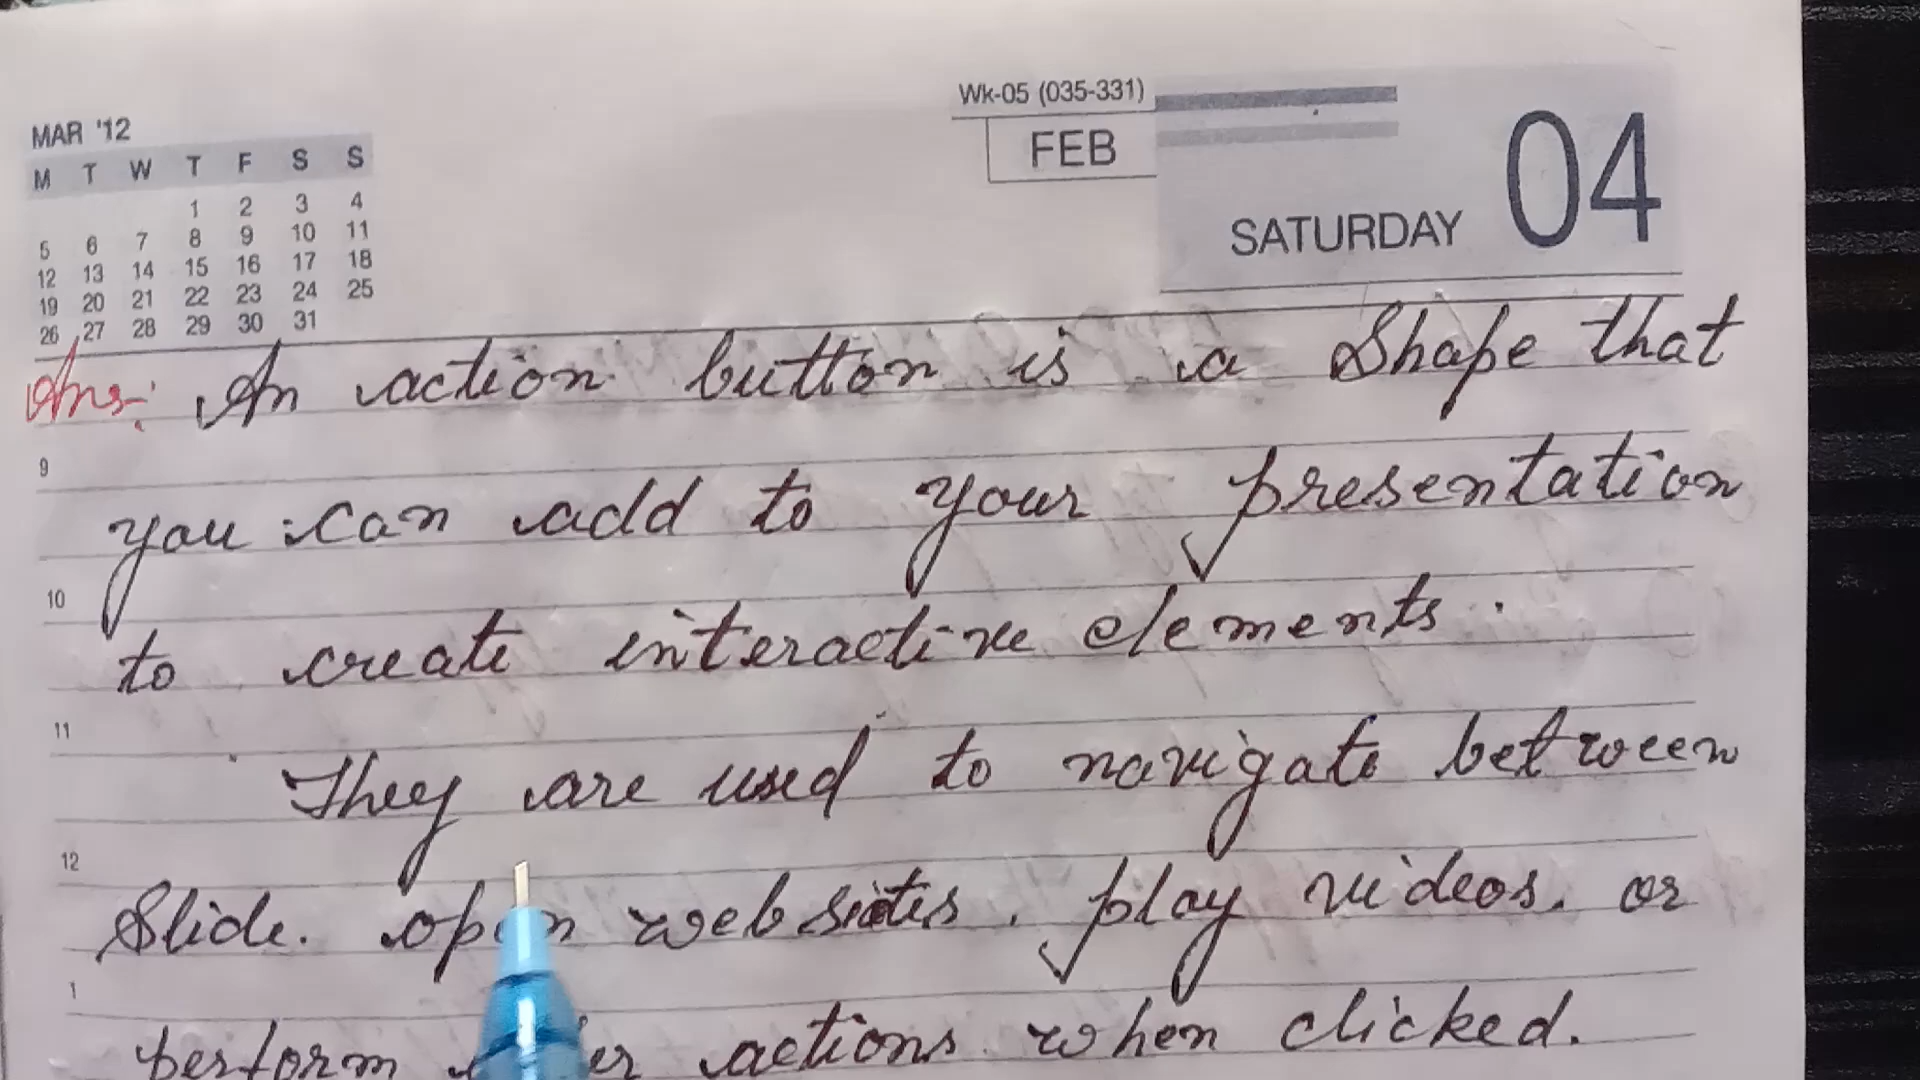 Wk-05 (035-331)
FEB
SATURDAY 04
MAR '12
M T W T F S S
1 2 3 4
5 6 7 8 9 10 11
12 13 14 15 16 17 18
19 20 21 22 23 24 25
26 27 28 29 30 31
Ans:- An action button is a Shape that
9
you can add to your presentation
10
to create interactive elements.
11
They are used to navigate between
12
Slide. open websites, play videos, or
1
perform actions when clicked.